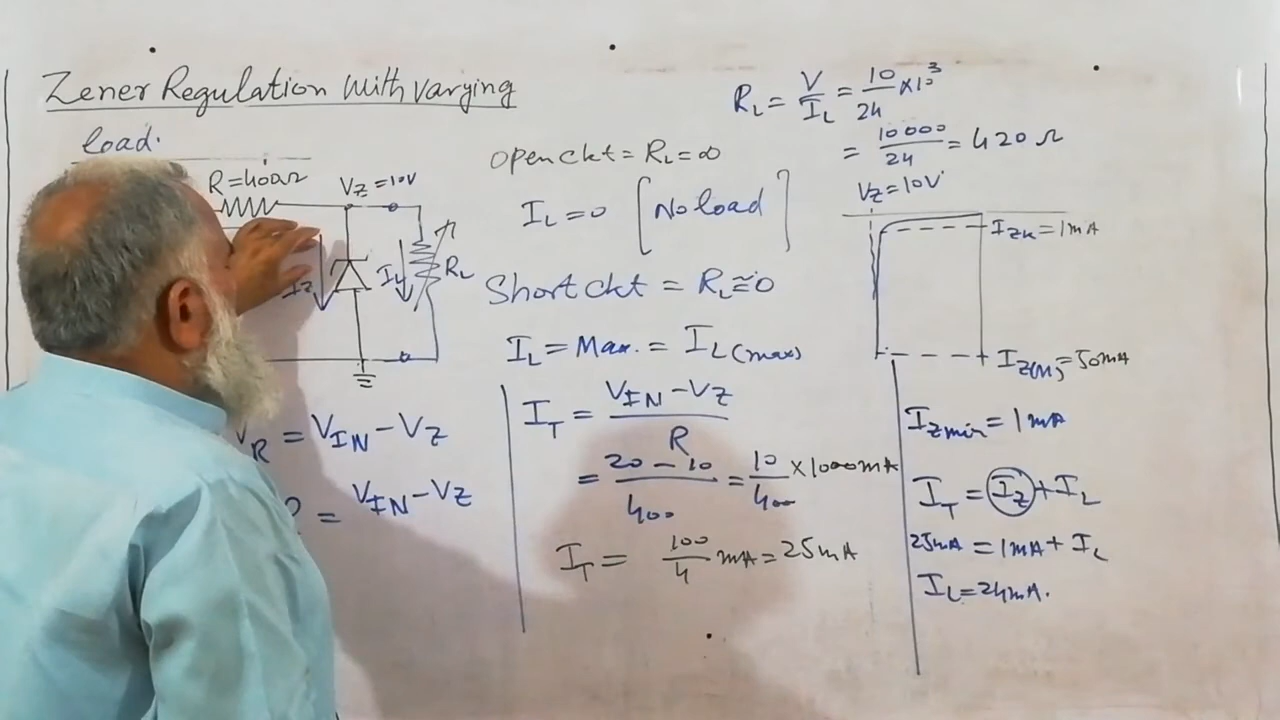 Zener Regulation With varying
load.
R=400Ω
VZ=10V
IZ
IL
RL
VR = VIN-VZ
= VIN-VZ
open ckt = RL=∞
IL=0 [No load]
Short ckt = RL≅0
IL= Max. = IL(max)
IT = VIN-VZ / R
= 20-10 / 400 = 10 / 400 ×1000mA
IT = 100 / 4 mA=25mA
RL = V / IL = 10 / 24 ×10³
= 10000 / 24 = 420Ω
VZ=10V
IZK=1mA
IZ(M)=50mA
IZmin=1mA
IT = IZ+IL
25mA =1mA+IL
IL=24mA.